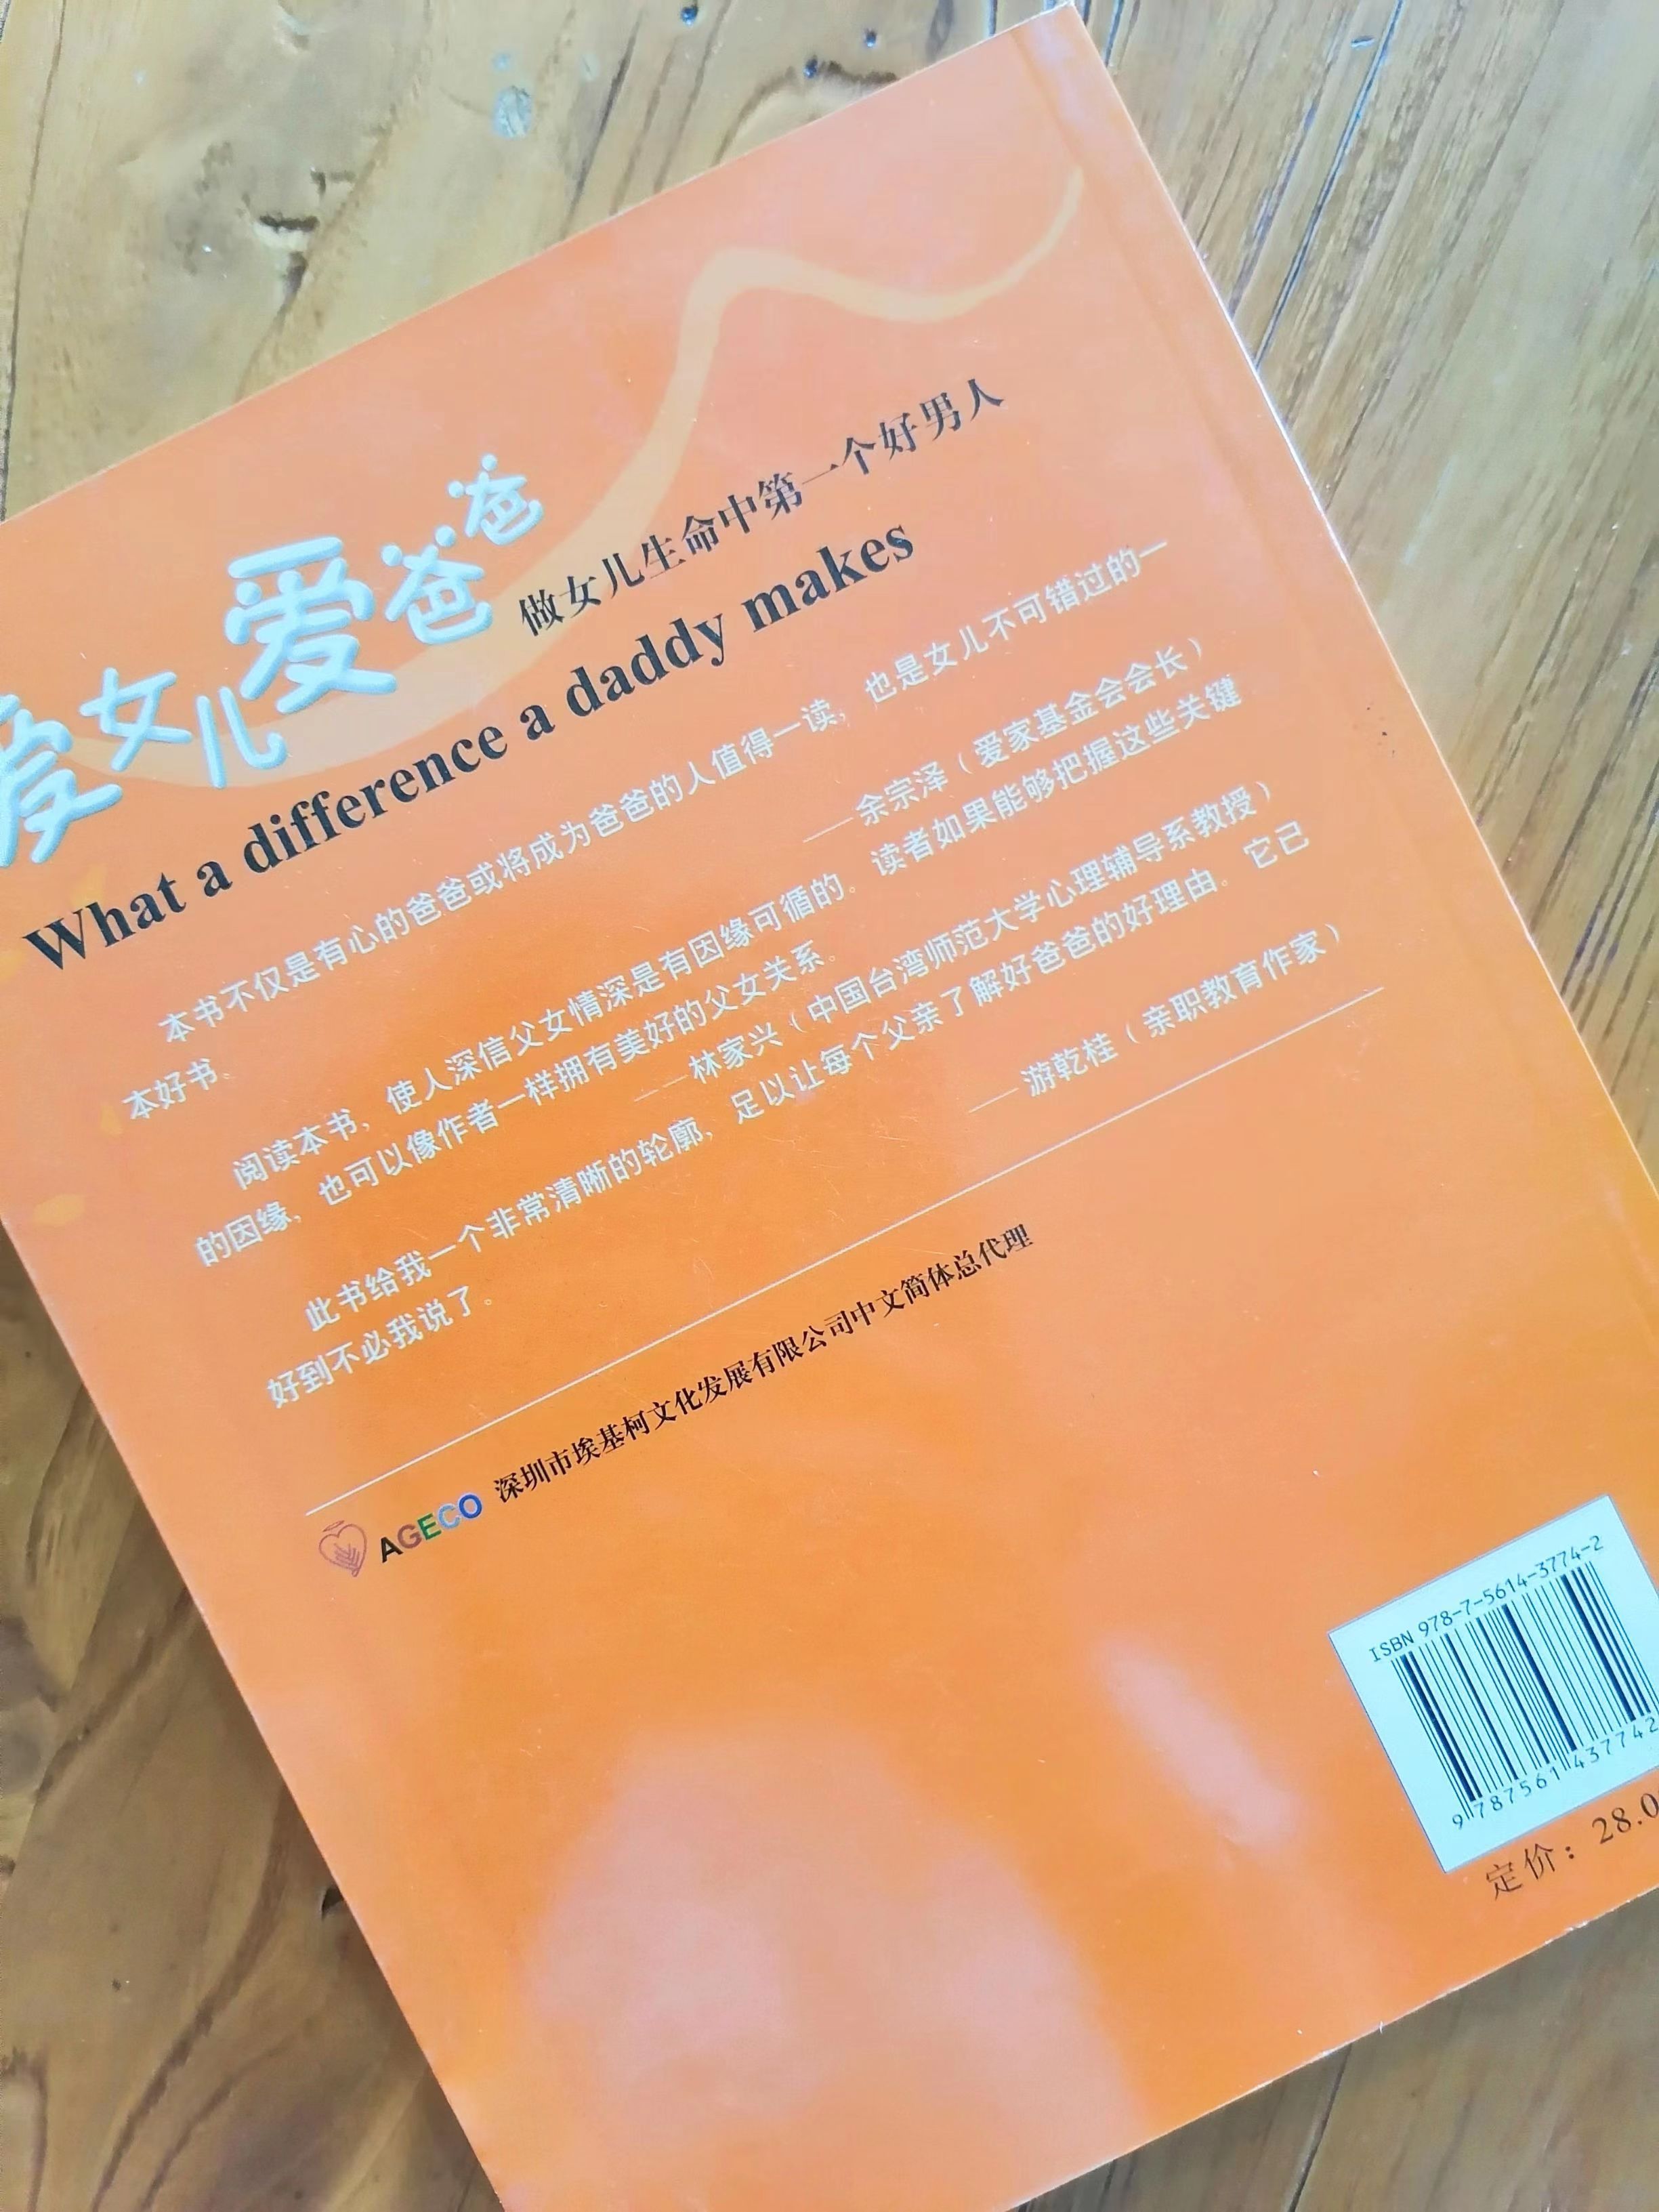 爱女儿爱爸爸
做女儿生命中第一个好男人
What a difference a daddy makes
本书不仅是有心的爸爸或将成为爸爸的人值得一读，也是女儿不可错过的一
本好书。
——余宗泽（爱家基金会会长）
阅读本书，使人深信父女情深是有因缘可循的。读者如果能够把握这些关键
的因缘，也可以像作者一样拥有美好的父女关系。
——林家兴（中国台湾师范大学心理辅导系教授）
此书给我一个非常清晰的轮廓，足以让每个父亲了解好爸爸的好理由。它已
好到不必我说了。
——游乾桂（亲职教育作家）
AGECO 深圳市埃基柯文化发展有限公司中文简体总代理
ISBN 978-7-5614-3774-2
9787561437742
定价：28.0